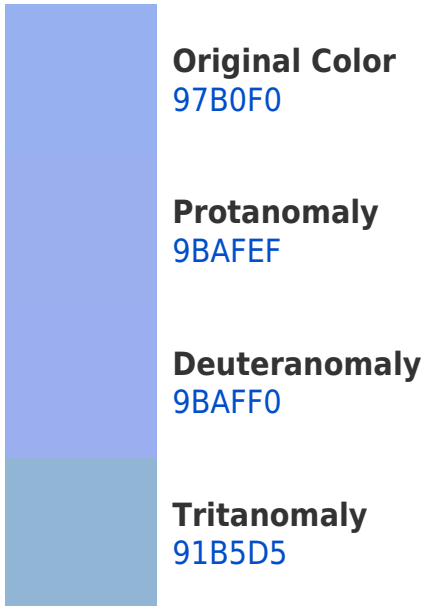 Original Color
97B0F0
Protanomaly
9BAFEF
Deuteranomaly
9BAFF0
Tritanomaly
91B5D5